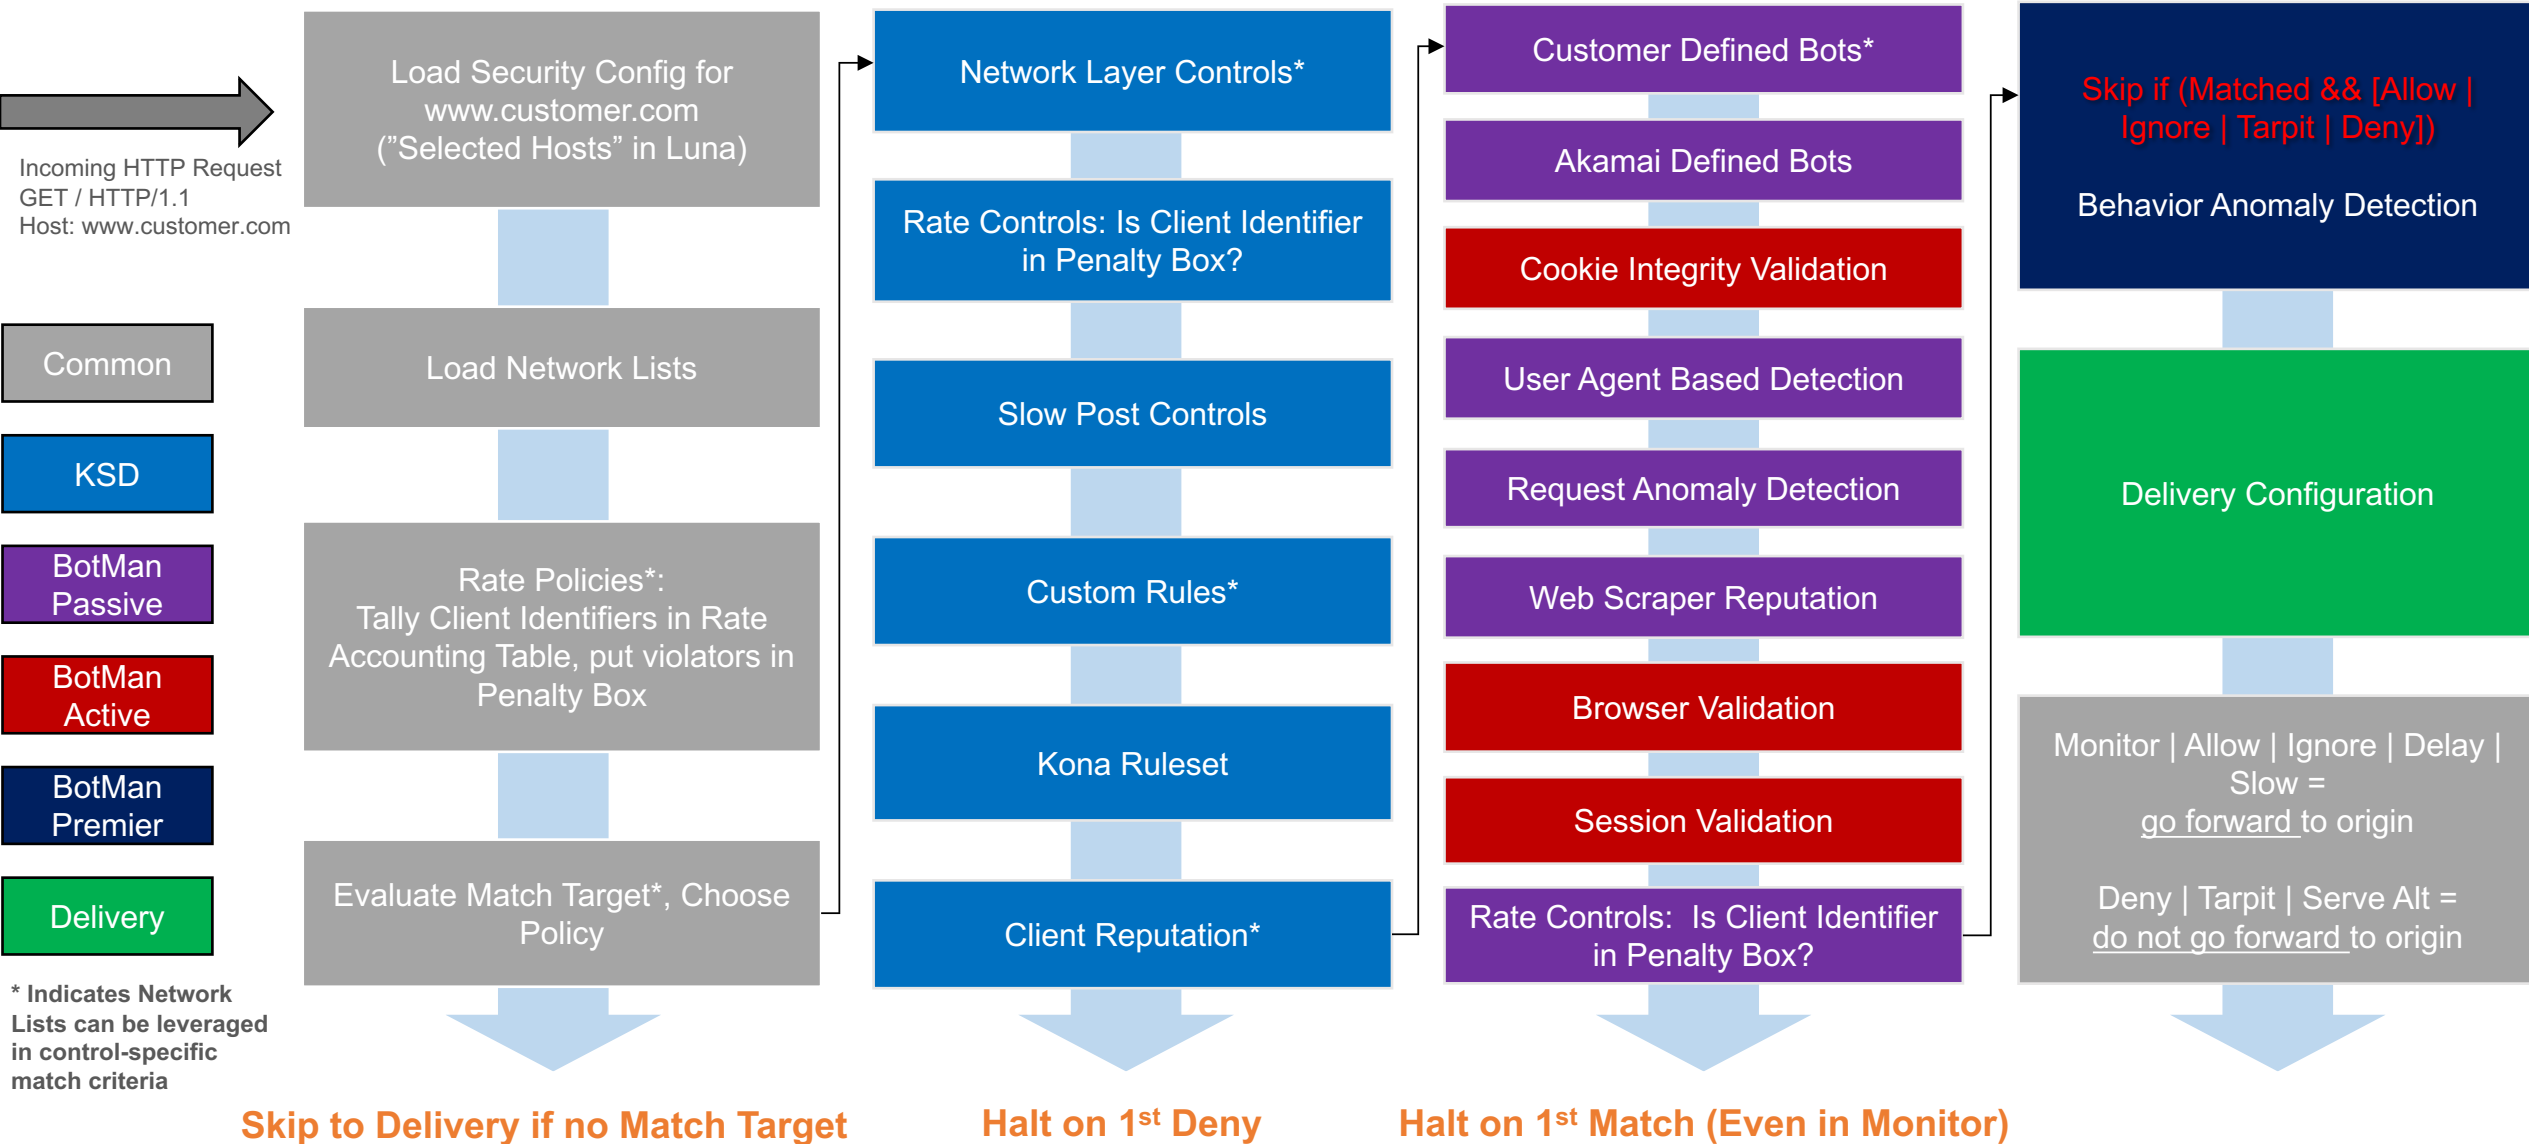 Incoming HTTP Request
GET / HTTP/1.1
Host: www.customer.com
Common
KSD
BotMan
Passive
BotMan
Active
BotMan
Premier
Delivery
* Indicates Network
Lists can be leveraged
in control-specific
match criteria
Load Security Config for
www.customer.com
(”Selected Hosts” in Luna)
Load Network Lists
Rate Policies*:
Tally Client Identifiers in Rate
Accounting Table, put violators in
Penalty Box
Evaluate Match Target*, Choose
Policy
Skip to Delivery if no Match Target
Network Layer Controls*
Rate Controls: Is Client Identifier
in Penalty Box?
Slow Post Controls
Custom Rules*
Kona Ruleset
Client Reputation*
Halt on 1st Deny
Customer Defined Bots*
Akamai Defined Bots
Cookie Integrity Validation
User Agent Based Detection
Request Anomaly Detection
Web Scraper Reputation
Browser Validation
Session Validation
Rate Controls: Is Client Identifier
in Penalty Box?
Halt on 1st Match (Even in Monitor)
Skip if (Matched && [Allow |
Ignore | Tarpit | Deny])
Behavior Anomaly Detection
Delivery Configuration
Monitor | Allow | Ignore | Delay |
Slow =
go forward to origin
Deny | Tarpit | Serve Alt =
do not go forward to origin